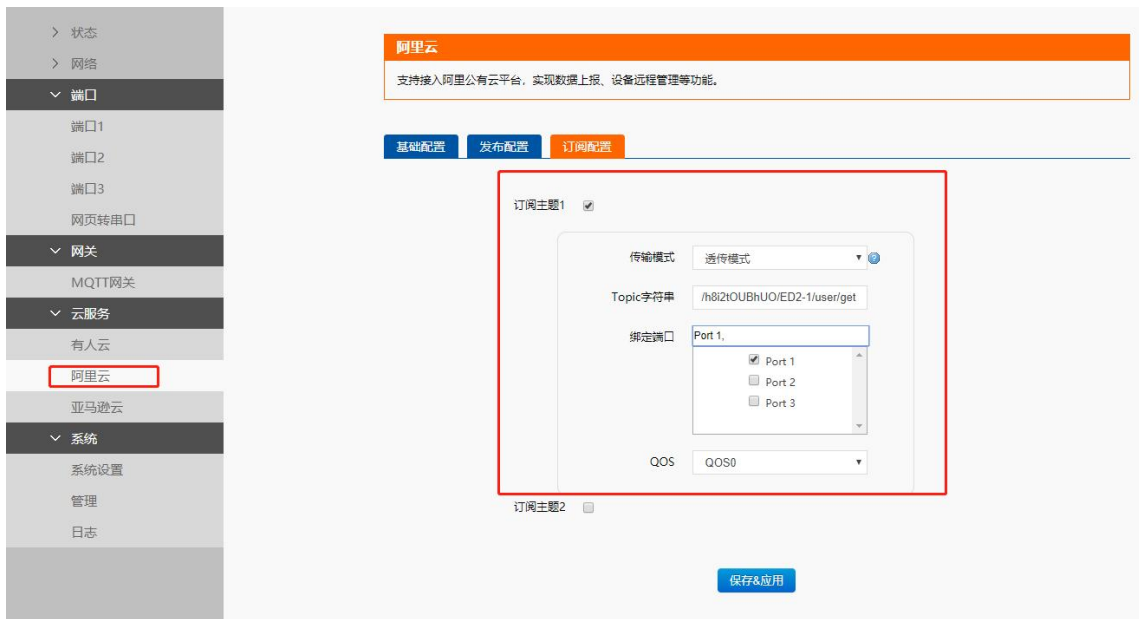 状态
网络
端口
端口1
端口2
端口3
网页转串口
网关
MQTT网关
云服务
有人云
阿里云
亚马逊云
系统
系统设置
管理
日志
阿里云
支持接入阿里公有云平台，实现数据上报、设备远程管理等功能。
基础配置 发布配置 订阅配置
订阅主题1
传输模式 透传模式
Topic字符串 /h8i2tOUBhUO/ED2-1/user/get
绑定端口 Port 1,
Port 1
Port 2
Port 3
QOS QOS0
订阅主题2
保存&应用